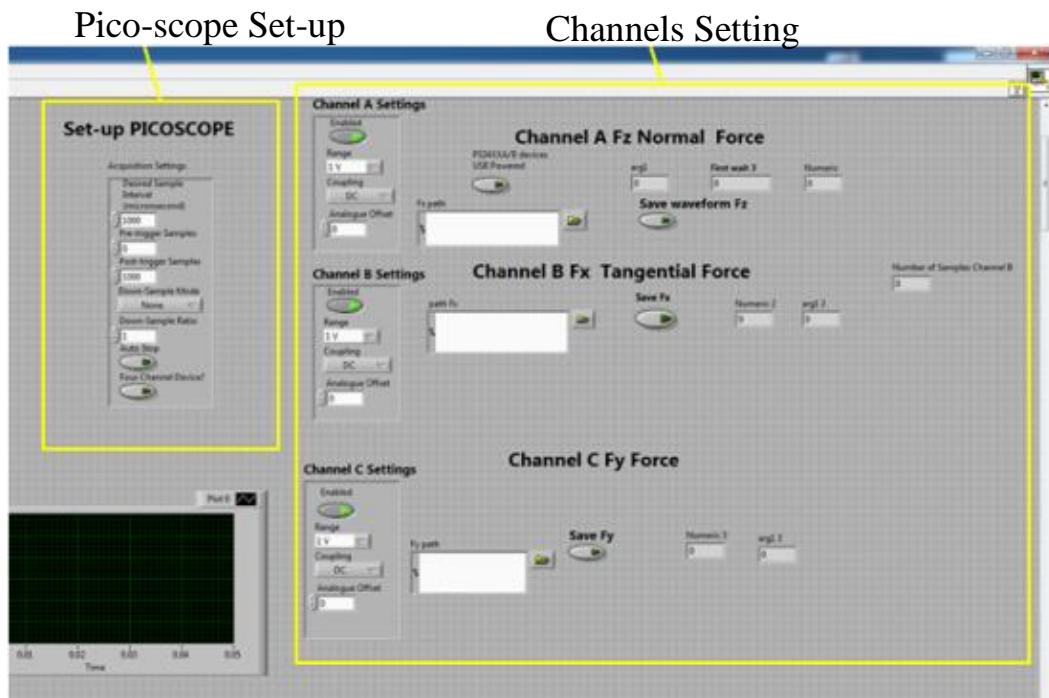 Pico-scope Set-up
Channels Setting
Set-up PICOSCOPE
Acquisition Settings
Desired Sample
Interval
(microsecond)
1000
Pre-trigger Samples
0
Post-trigger Samples
1000
Down-Sample Mode
None
Down-Sample Ratio
1
Auto Stop
Four Channel Device?
Channel A Settings
Enabled
Range
1 V
Coupling
DC
Analogue Offset
0
Channel A Fz Normal Force
USB Powered
Fz path
arg1
0
First wait 3
0
Numeric
0
Save waveform Fz
Channel B Settings
Enabled
Range
1 V
Coupling
DC
Analogue Offset
0
Channel B Fx Tangential Force
path Fx
Save Fx
Numeric 2
0
arg1 2
0
Number of Samples Channel B
0
Channel C Settings
Enabled
Range
1 V
Coupling
DC
Analogue Offset
0
Channel C Fy Force
Fy path
Save Fy
Numeric 3
0
arg1 3
0
Plot 0
0.01 0.02 0.03 0.04 0.05
Time